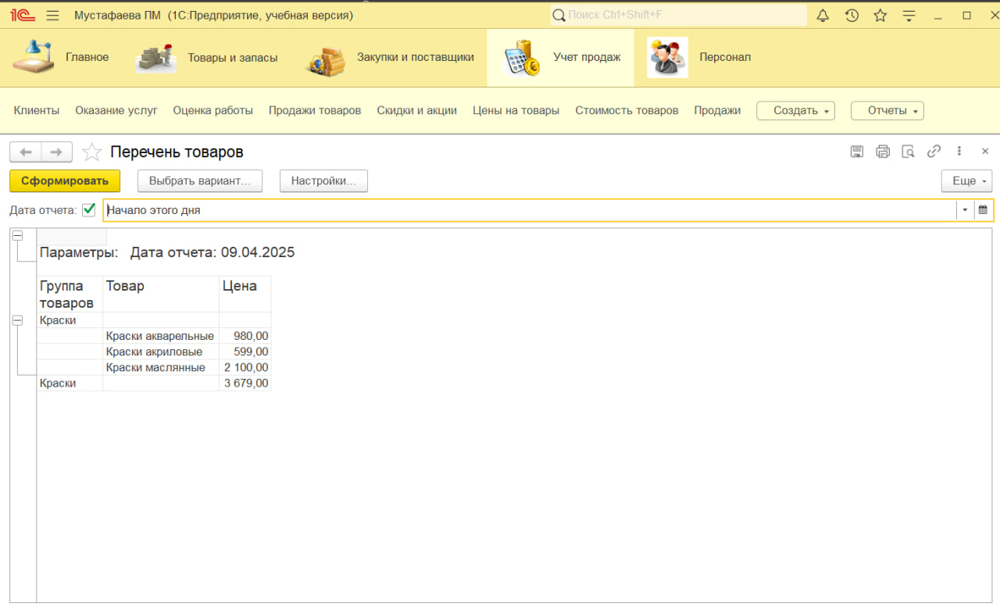 1С Мустафаева ПМ (1С:Предприятие, учебная версия) Поиск Ctrl+Shift+F
Главное Товары и запасы Закупки и поставщики Учет продаж Персонал
Клиенты Оказание услуг Оценка работы Продажи товаров Скидки и акции Цены на товары Стоимость товаров Продажи Создать Отчеты
Перечень товаров
Сформировать Выбрать вариант... Настройки... Еще
Дата отчета: Начало этого дня
Параметры: Дата отчета: 09.04.2025
Группа товаров Товар Цена
Краски
Краски акварельные 980,00
Краски акриловые 599,00
Краски маслянные 2 100,00
Краски 3 679,00